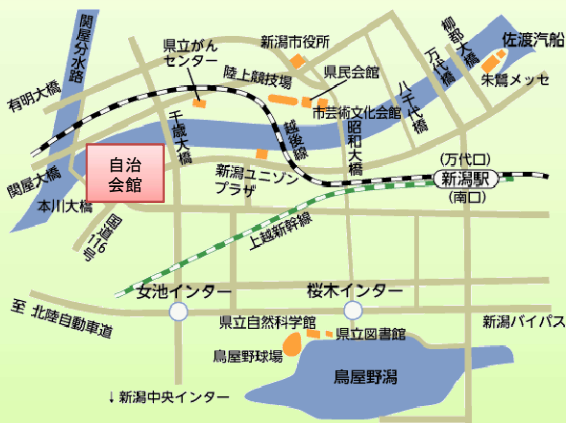 関屋分水路
有明大橋
県立がん
センター
新潟市役所
陸上競技場
県民会館
市芸術文化会館
八千代橋
万代橋
柳都大橋
佐渡汽船
朱鷺メッセ
千歳大橋
越後線
昭和大橋
関屋大橋
自治
会館
新潟ユニゾン
プラザ
(万代口)
新潟駅
(南口)
本川大橋
国道116号
上越新幹線
女池インター
桜木インター
至 北陸自動車道
県立自然科学館
県立図書館
新潟バイパス
鳥屋野球場
鳥屋野潟
↓新潟中央インター